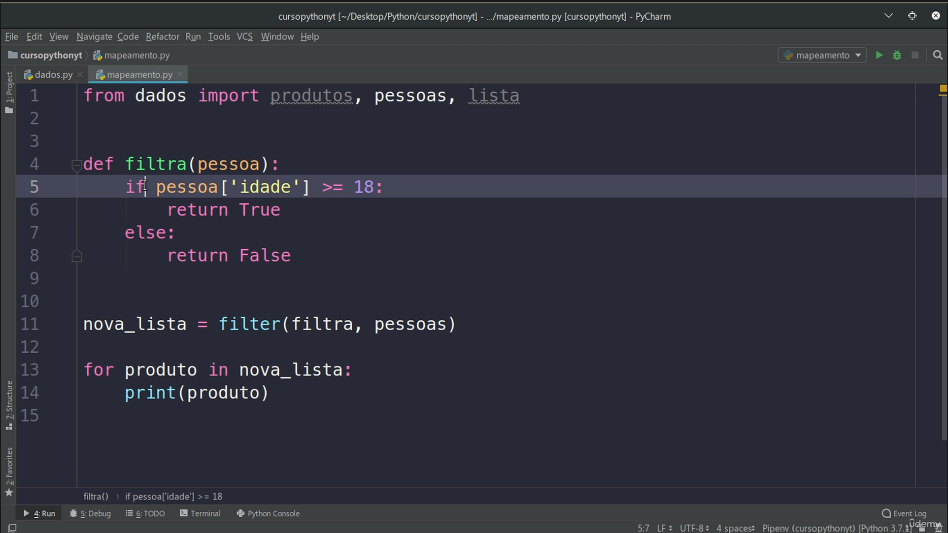 cursopythonyt [~/Desktop/Python/cursopythonyt] - .../mapeamento.py [cursopythonyt] - PyCharm
File Edit View Navigate Code Refactor Run Tools VCS Window Help
cursopythonyt mapeamento.py mapeamento
dados.py mapeamento.py
1: Project
1 from dados import produtos, pessoas, lista
2
3
4 def filtra(pessoa):
5 if pessoa['idade'] >= 18:
6 return True
7 else:
8 return False
9
10
11 nova_lista = filter(filtra, pessoas)
12
13 for produto in nova_lista:
14 print(produto)
15
7: Structure
2: Favorites
filtra() › if pessoa['idade'] >= 18
4: Run 5: Debug 6: TODO Terminal Python Console Event Log
5:7 LF UTF-8 4 spaces Pipenv (cursopythonyt) [Python 3.7.
udemy